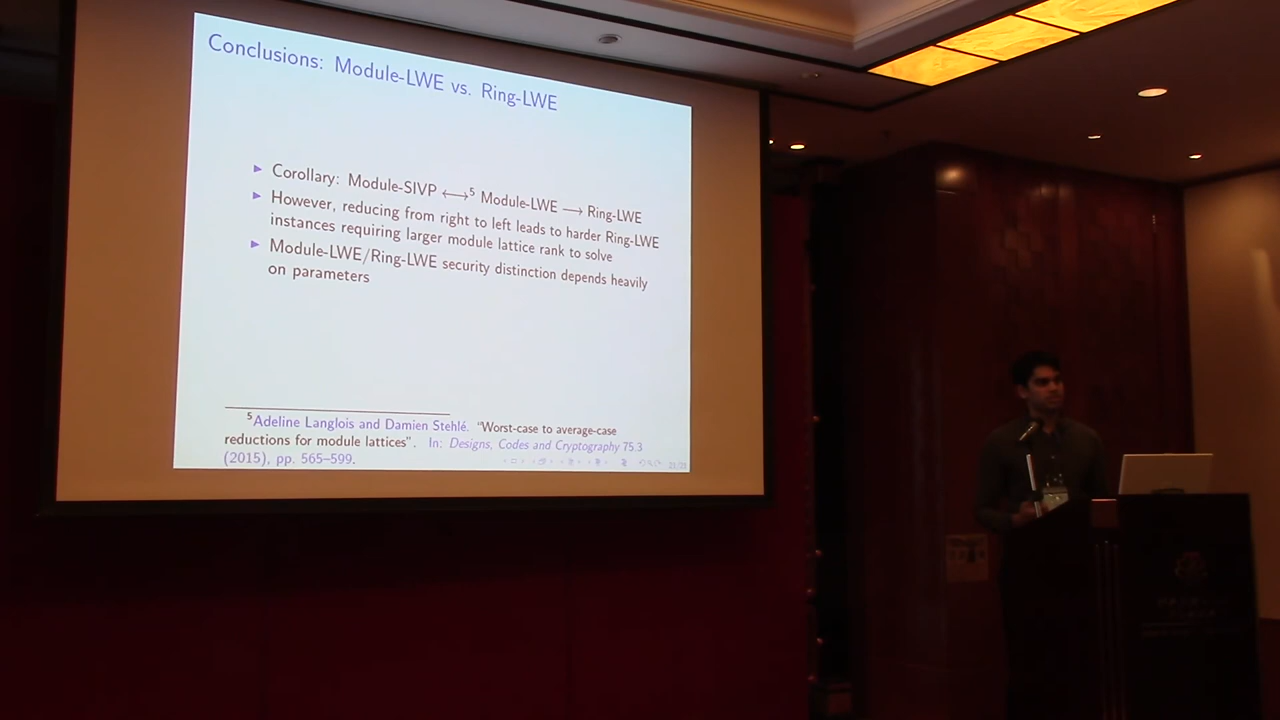 Conclusions: Module-LWE vs. Ring-LWE
▶ Corollary: Module-SIVP ⟷⁵ Module-LWE ⟶ Ring-LWE
▶ However, reducing from right to left leads to harder Ring-LWE
instances requiring larger module lattice rank to solve
▶ Module-LWE/Ring-LWE security distinction depends heavily
on parameters
⁵Adeline Langlois and Damien Stehlé. “Worst-case to average-case
reductions for module lattices”. In: Designs, Codes and Cryptography 75.3
(2015), pp. 565–599.